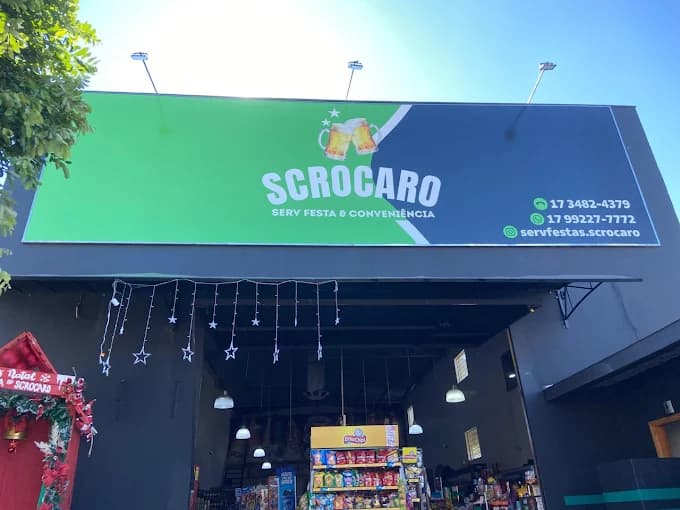 SCROCARO
SERV FESTA & CONVENIÊNCIA
17 3482-4379
17 99227-7772
servfestas.scrocaro
Natal
SCROCARO